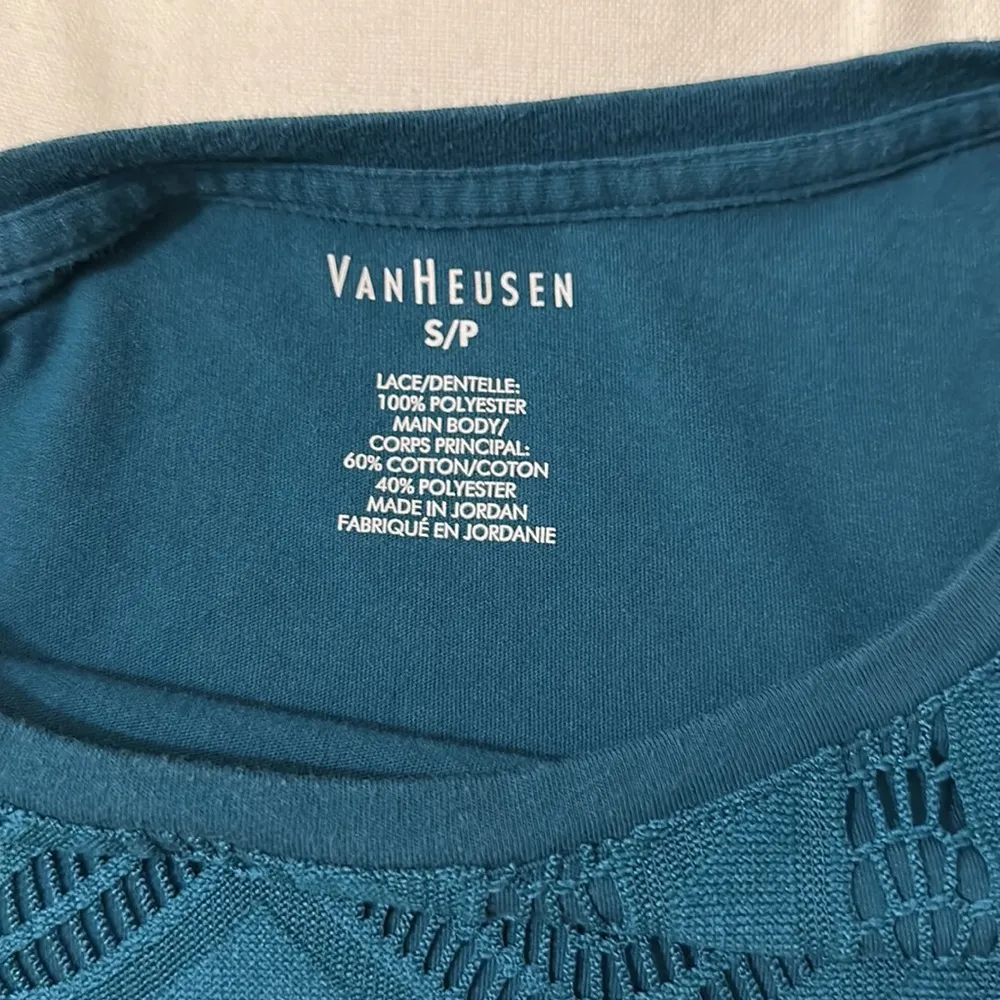 VANHEUSEN
S/P
LACE/DENTELLE:
100% POLYESTER
MAIN BODY/
CORPS PRINCIPAL:
60% COTTON/COTON
40% POLYESTER
MADE IN JORDAN
FABRIQUÉ EN JORDANIE